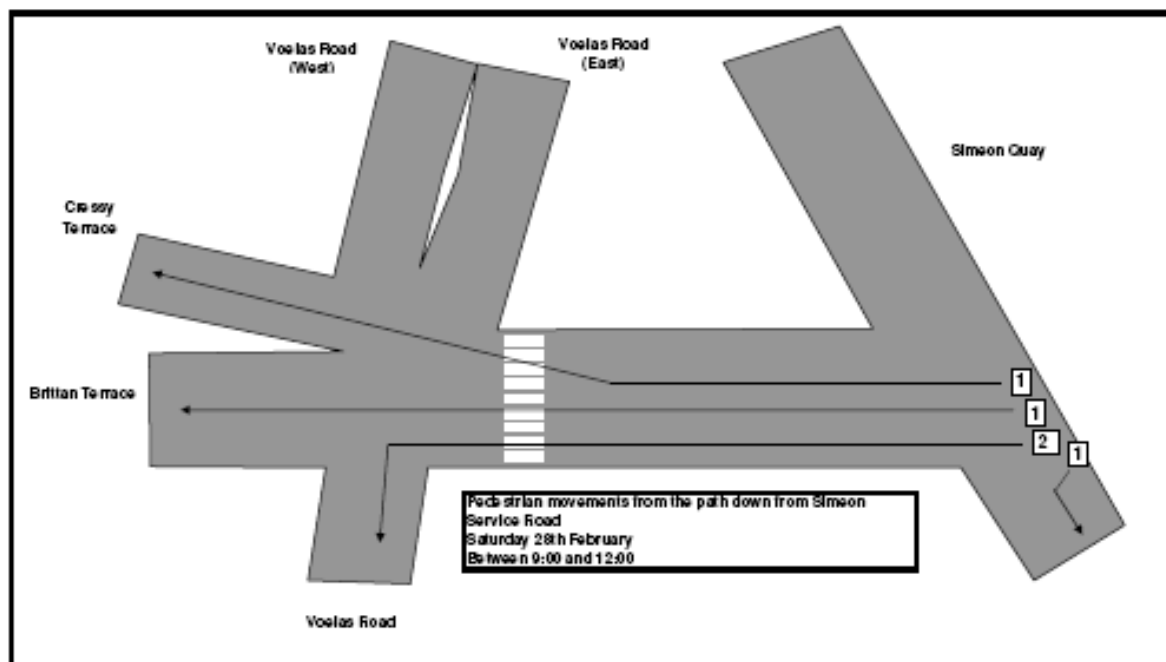 Voelas Road
(West)
Voelas Road
(East)
Simeon Quay
Cressy
Terrace
Brittian Terrace
1
1
2
1
Pedestrian movements from the path down from Simeon
Service Road
Saturday 28th February
Between 9:00 and 12:00
Voelas Road